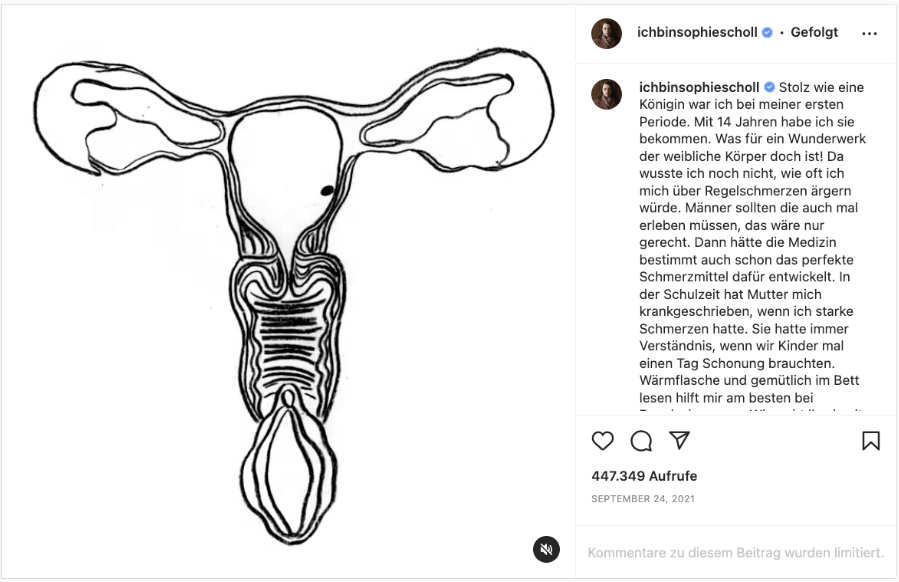 ichbinsophiescholl • Gefolgt
ichbinsophiescholl Stolz wie eine
Königin war ich bei meiner ersten
Periode. Mit 14 Jahren habe ich sie
bekommen. Was für ein Wunderwerk
der weibliche Körper doch ist! Da
wusste ich noch nicht, wie oft ich
mich über Regelschmerzen ärgern
würde. Männer sollten die auch mal
erleben müssen, das wäre nur
gerecht. Dann hätte die Medizin
bestimmt auch schon das perfekte
Schmerzmittel dafür entwickelt. In
der Schulzeit hat Mutter mich
krankgeschrieben, wenn ich starke
Schmerzen hatte. Sie hatte immer
Verständnis, wenn wir Kinder mal
einen Tag Schonung brauchten.
Wärmflasche und gemütlich im Bett
lesen hilft mir am besten bei
447.349 Aufrufe
SEPTEMBER 24, 2021
Kommentare zu diesem Beitrag wurden limitiert.